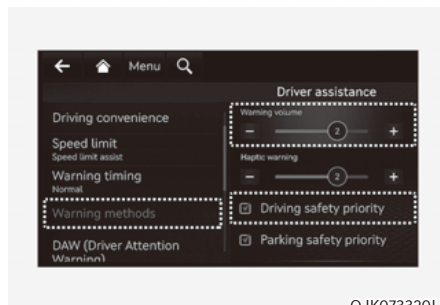 Menu
Driver assistance
Driving convenience
Speed limit
Speed limit assist
Warning timing
Normal
Warning methods
DAW (Driver Attention
Warning)
Warning volume
- 2 +
Haptic warning
- 2 +
Driving safety priority
Parking safety priority